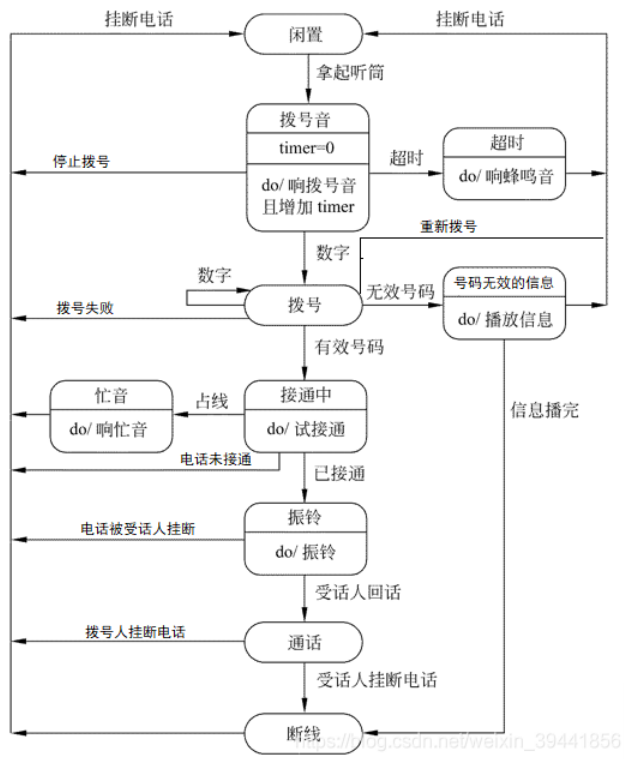 挂断电话
闲置
挂断电话
拿起听筒
拨号音
timer=0
do/ 响拨号音
且增加 timer
停止拨号
超时
超时
do/ 响蜂鸣音
数字
重新拨号
数字
拨号
无效号码
号码无效的信息
do/ 播放信息
拨号失败
有效号码
忙音
do/ 响忙音
占线
接通中
do/ 试接通
信息播完
电话未接通
已接通
振铃
do/ 振铃
电话被受话人挂断
受话人回话
拨号人挂断电话
通话
受话人挂断电话
断线
https://blog.csdn.net/weixin_39441856